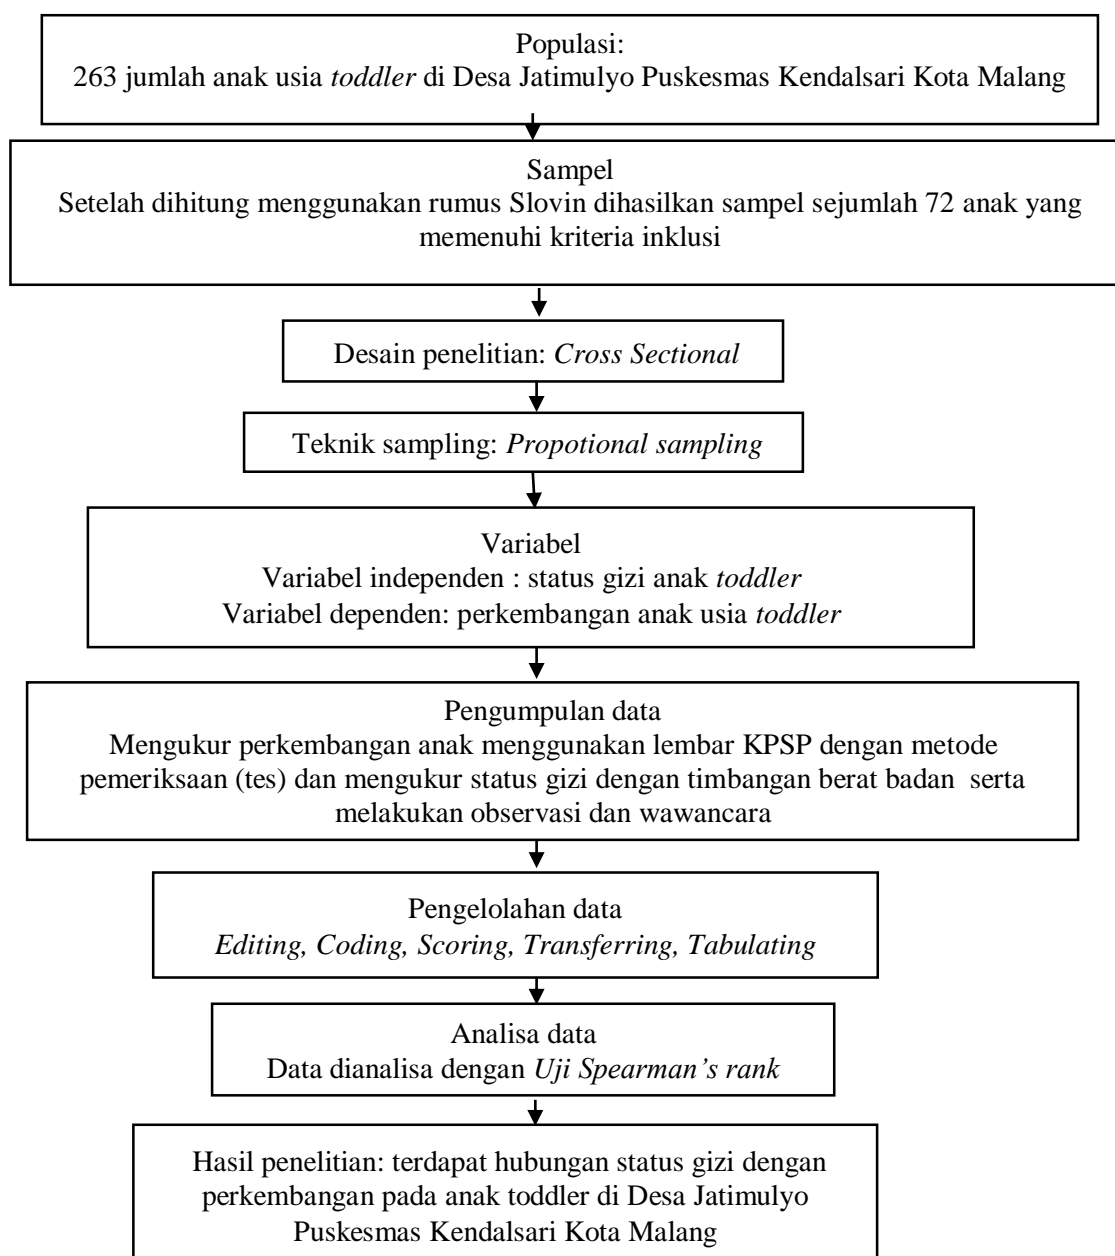 Populasi:
263 jumlah anak usia toddler di Desa Jatimulyo Puskesmas Kendalsari Kota Malang
Sampel
Setelah dihitung menggunakan rumus Slovin dihasilkan sampel sejumlah 72 anak yang
memenuhi kriteria inklusi
Desain penelitian: Cross Sectional
Teknik sampling: Propotional sampling
Variabel
Variabel independen : status gizi anak toddler
Variabel dependen: perkembangan anak usia toddler
Pengumpulan data
Mengukur perkembangan anak menggunakan lembar KPSP dengan metode
pemeriksaan (tes) dan mengukur status gizi dengan timbangan berat badan serta
melakukan observasi dan wawancara
Pengelolahan data
Editing, Coding, Scoring, Transferring, Tabulating
Analisa data
Data dianalisa dengan Uji Spearman’s rank
Hasil penelitian: terdapat hubungan status gizi dengan
perkembangan pada anak toddler di Desa Jatimulyo
Puskesmas Kendalsari Kota Malang